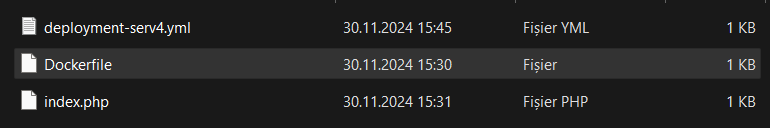 deployment-serv4.yml 30.11.2024 15:45 Fișier YML 1 KB
Dockerfile 30.11.2024 15:30 Fișier 1 KB
index.php 30.11.2024 15:31 Fișier PHP 1 KB